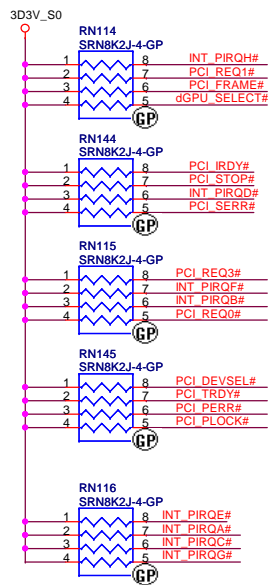 3D3V_S0
RN114
SRN8K2J-4-GP
1 8 INT_PIRQH#
2 7 PCI_REQ1#
3 6 PCI_FRAME#
4 5 dGPU_SELECT#
GP
RN144
SRN8K2J-4-GP
1 8 PCI_IRDY#
2 7 PCI_STOP#
3 6 INT_PIRQD#
4 5 PCI_SERR#
GP
RN115
SRN8K2J-4-GP
1 8 PCI_REQ3#
2 7 INT_PIRQF#
3 6 INT_PIRQB#
4 5 PCI_REQ0#
GP
RN145
SRN8K2J-4-GP
1 8 PCI_DEVSEL#
2 7 PCI_TRDY#
3 6 PCI_PERR#
4 5 PCI_PLOCK#
GP
RN116
SRN8K2J-4-GP
1 8 INT_PIRQE#
2 7 INT_PIRQA#
3 6 INT_PIRQC#
4 5 INT_PIRQG#
GP